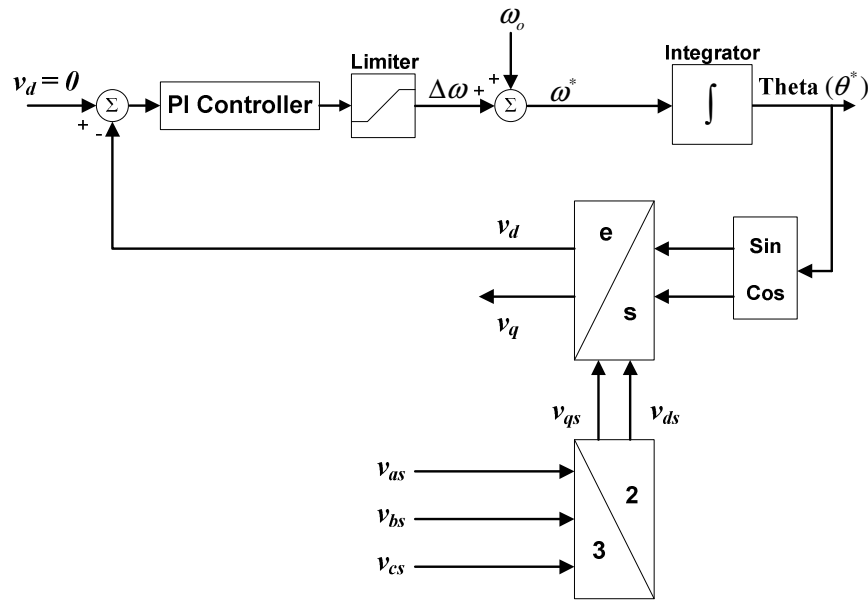 ωₒ
Limiter
Integrator
v_d = 0
Σ
+
-
PI Controller
Δω
+
+
Σ
ω*
∫
Theta (θ*)
v_d
e
s
Sin
Cos
v_q
v_qs
v_ds
v_as
v_bs
v_cs
2
3